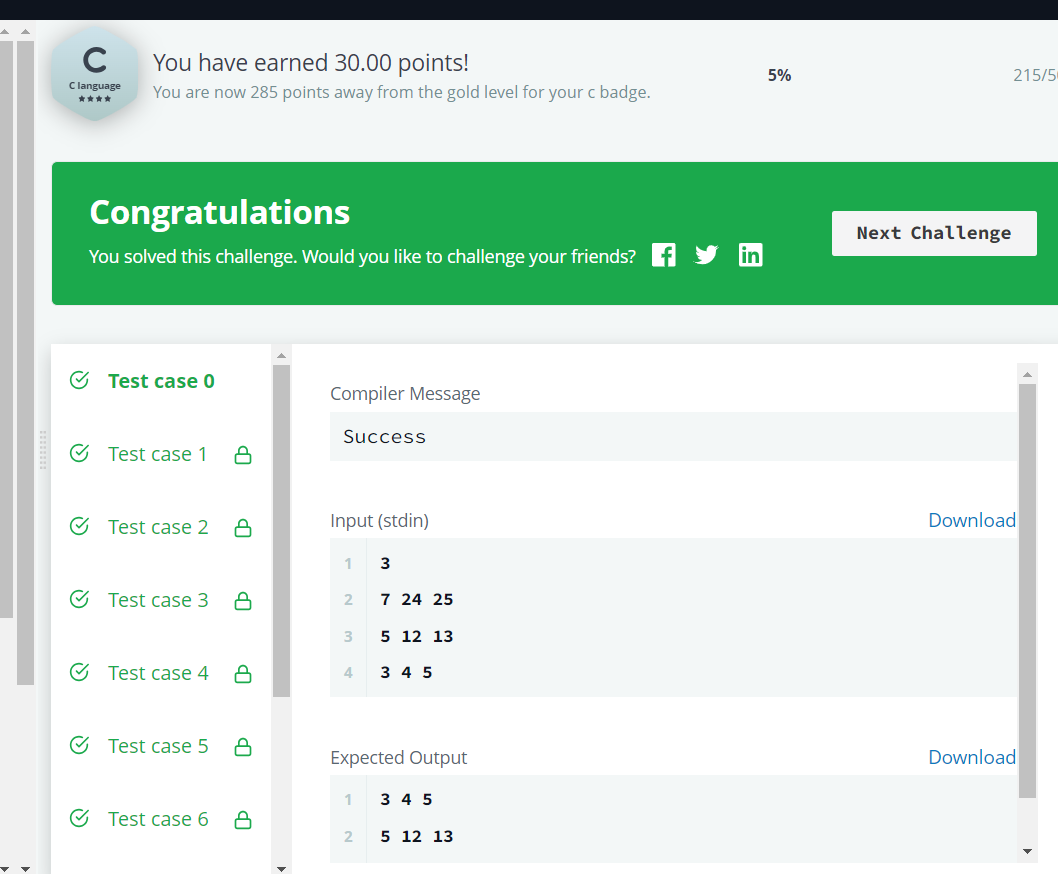 C
C language
You have earned 30.00 points!
You are now 285 points away from the gold level for your c badge.
5%
215/5
Congratulations
You solved this challenge. Would you like to challenge your friends?
Next Challenge
Test case 0
Test case 1
Test case 2
Test case 3
Test case 4
Test case 5
Test case 6
Compiler Message
Success
Input (stdin)
Download
1 3
2 7 24 25
3 5 12 13
4 3 4 5
Expected Output
Download
1 3 4 5
2 5 12 13